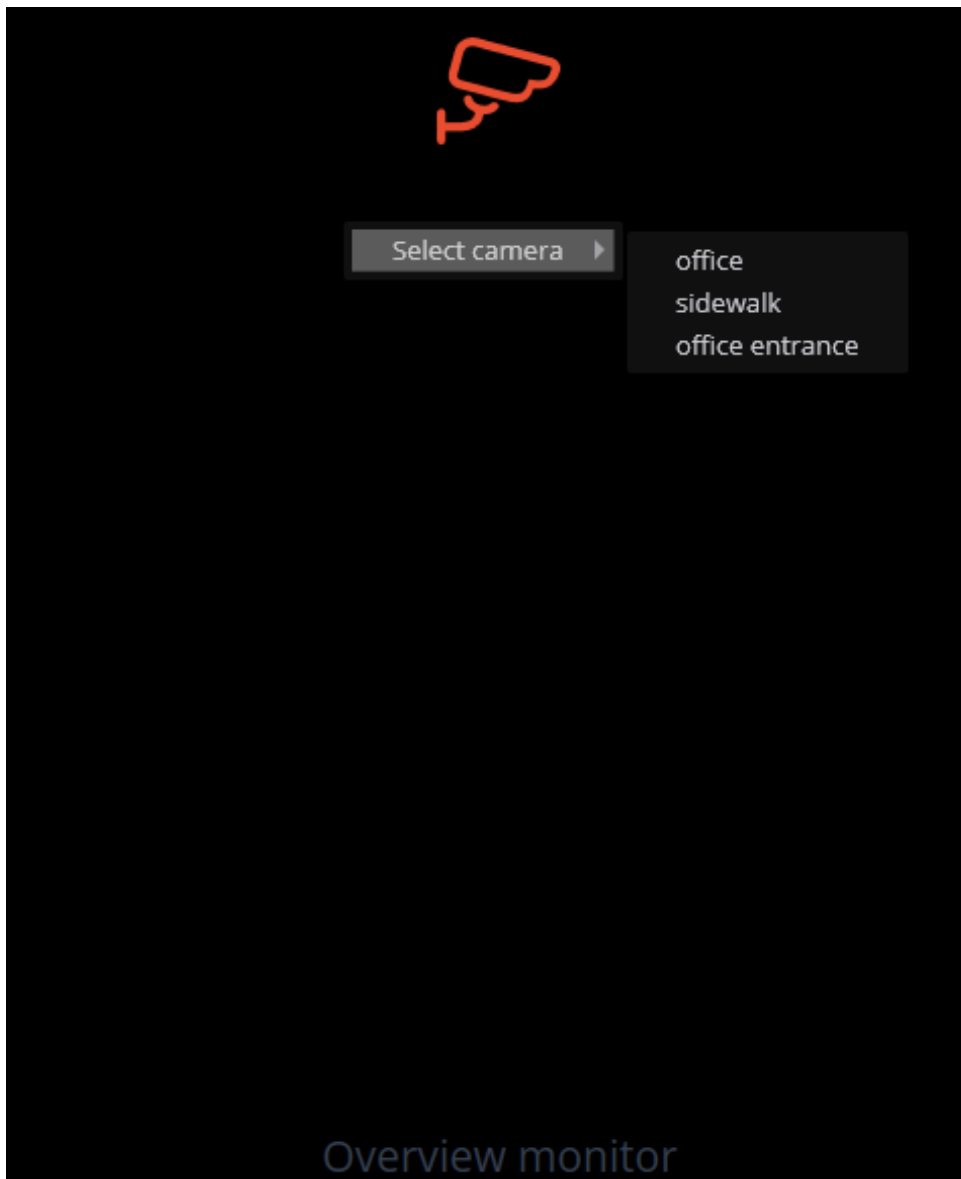 Select camera
office
sidewalk
office entrance
Overview monitor